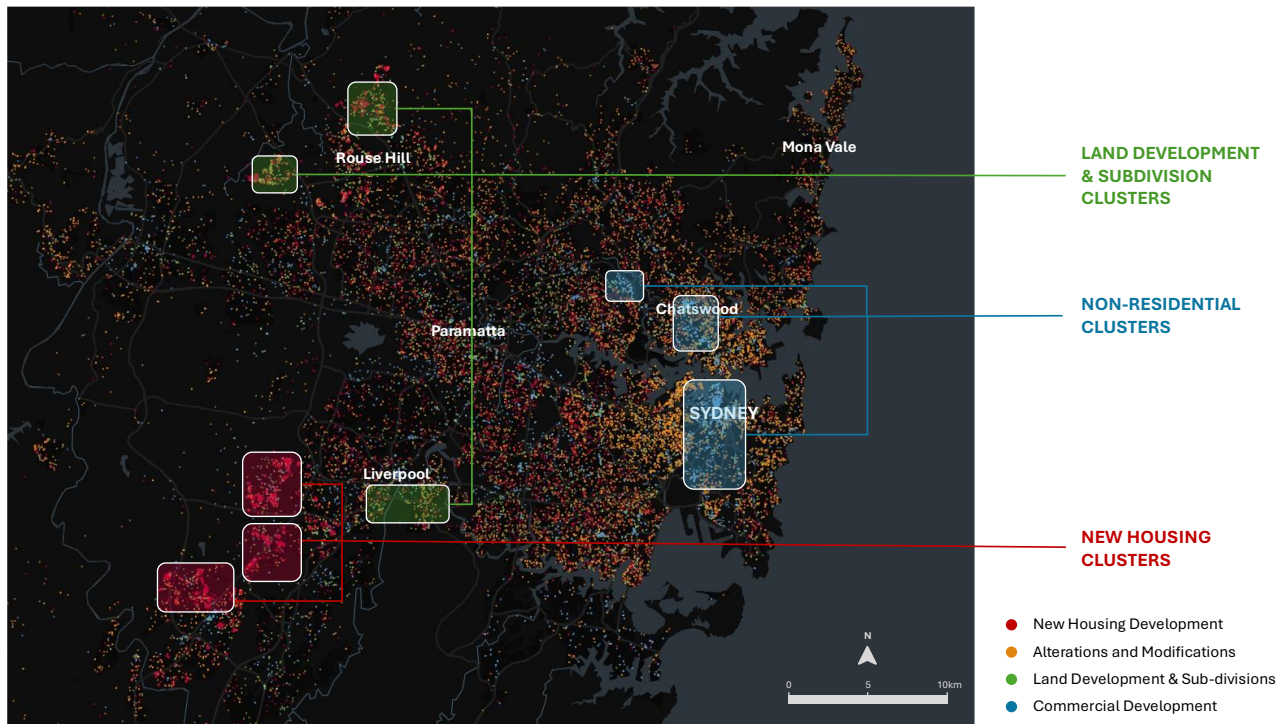 Rouse Hill
Mona Vale
LAND DEVELOPMENT
& SUBDIVISION
CLUSTERS
Chatswood
NON-RESIDENTIAL
CLUSTERS
Paramatta
SYDNEY
Liverpool
NEW HOUSING
CLUSTERS
N
0 5 10km
New Housing Development
Alterations and Modifications
Land Development & Sub-divisions
Commercial Development